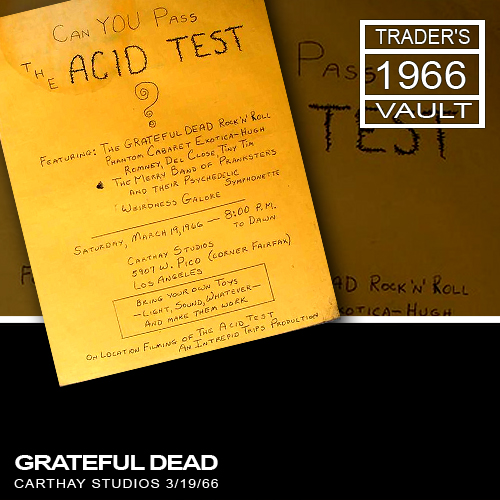 CAN YOU PASS
THE ACID TEST
?
FEATURING: THE GRATEFUL DEAD ROCK'N'ROLL
PHANTOM CABARET EXOTICA-HUGH
ROMNEY, DEL CLOSE, TINY TIM
THE MERRY BAND OF PRANKSTERS
AND THEIR PSYCHEDELIC
SYMPHONETTE
WEIRDNESS GALORE
SATURDAY, MARCH 19, 1966 — 8:00 P.M.
TO DAWN
CARTHAY STUDIOS
5907 W. PICO (CORNER FAIRFAX)
LOS ANGELES
BRING YOUR OWN TOYS
—LIGHT, SOUND, WHATEVER—
AND MAKE THEM WORK
ON LOCATION FILMING OF THE ACID TEST
AN INTREPID TRIPS PRODUCTION
PASS
TEST
AD ROCK'N'ROLL
XOTICA-HUGH
TRADER'S
1966
VAULT
GRATEFUL DEAD
CARTHAY STUDIOS 3/19/66